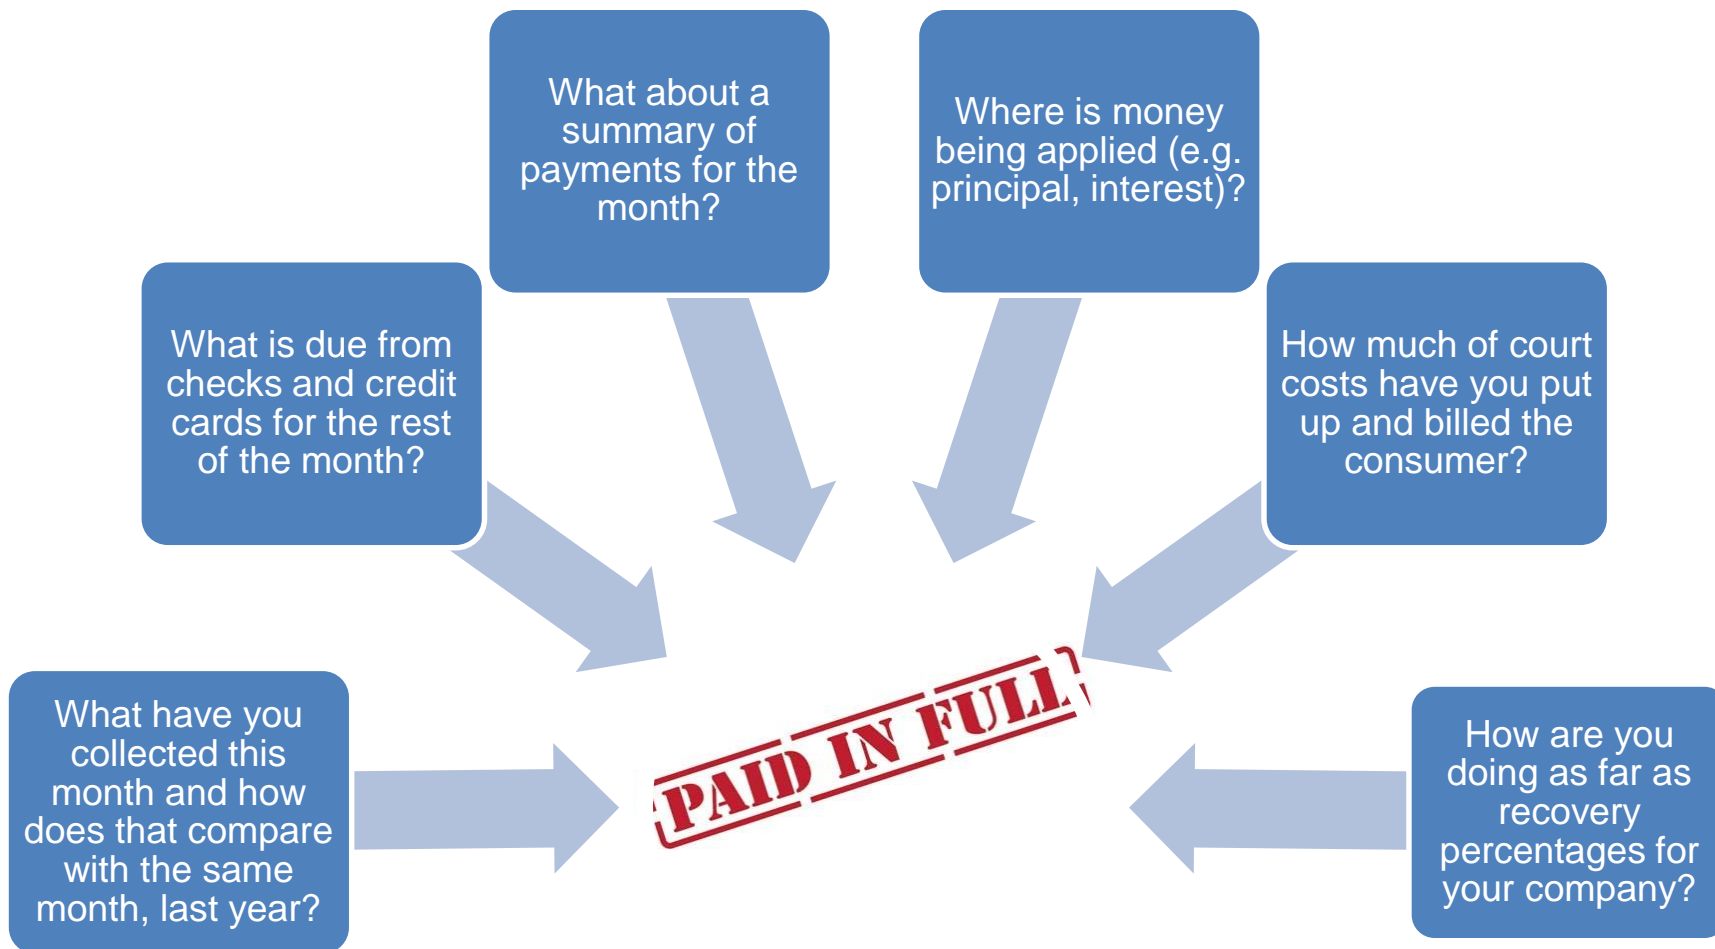 What about a
summary of
payments for the
month?
Where is money
being applied (e.g.
principal, interest)?
What is due from
checks and credit
cards for the rest
of the month?
How much of court
costs have you put
up and billed the
consumer?
What have you
collected this
month and how
does that compare
with the same
month, last year?
PAID IN FULL
How are you
doing as far as
recovery
percentages for
your company?